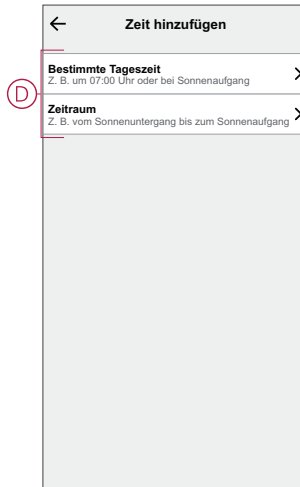 Zeit hinzufügen
Bestimmte Tageszeit
Z. B. um 07:00 Uhr oder bei Sonnenaufgang
D
Zeitraum
Z. B. vom Sonnenuntergang bis zum Sonnenaufgang